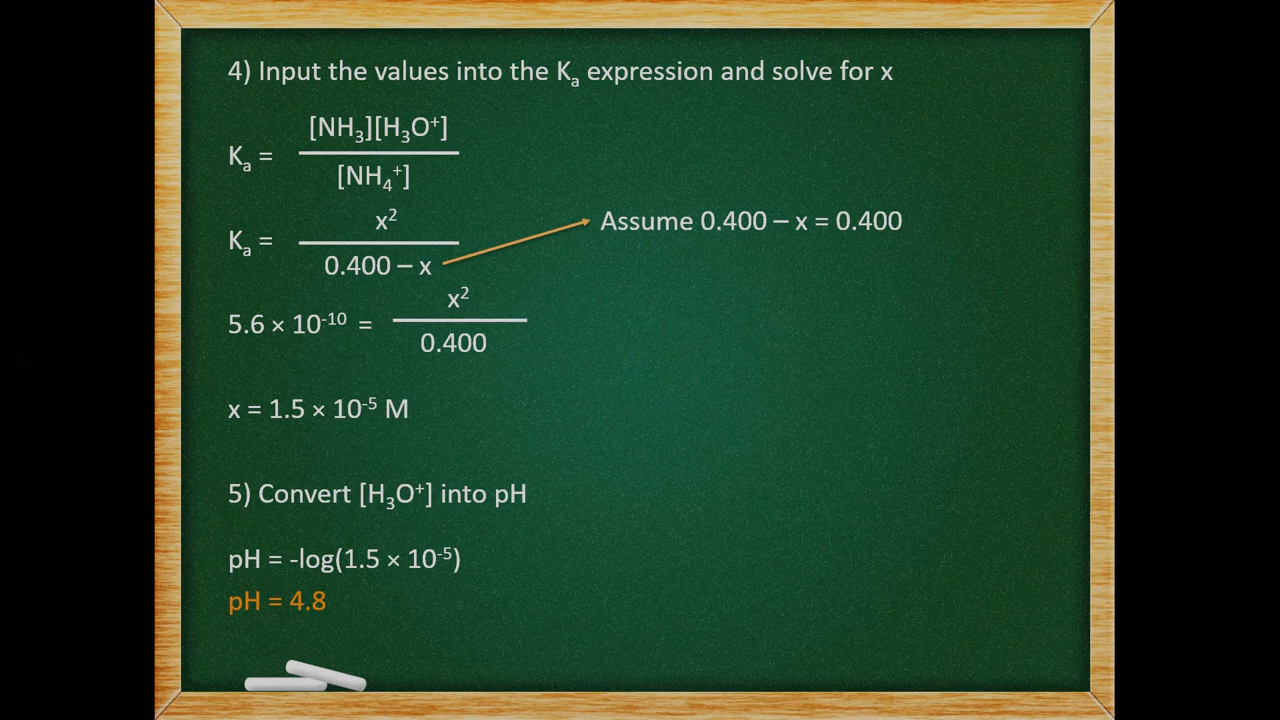 4) Input the values into the Kₐ expression and solve for x
Kₐ = [NH₃][H₃O⁺] / [NH₄⁺]
Kₐ = x² / 0.400 – x
Assume 0.400 – x = 0.400
5.6 × 10⁻¹⁰ = x² / 0.400
x = 1.5 × 10⁻⁵ M
5) Convert [H₃O⁺] into pH
pH = -log(1.5 × 10⁻⁵)
pH = 4.8